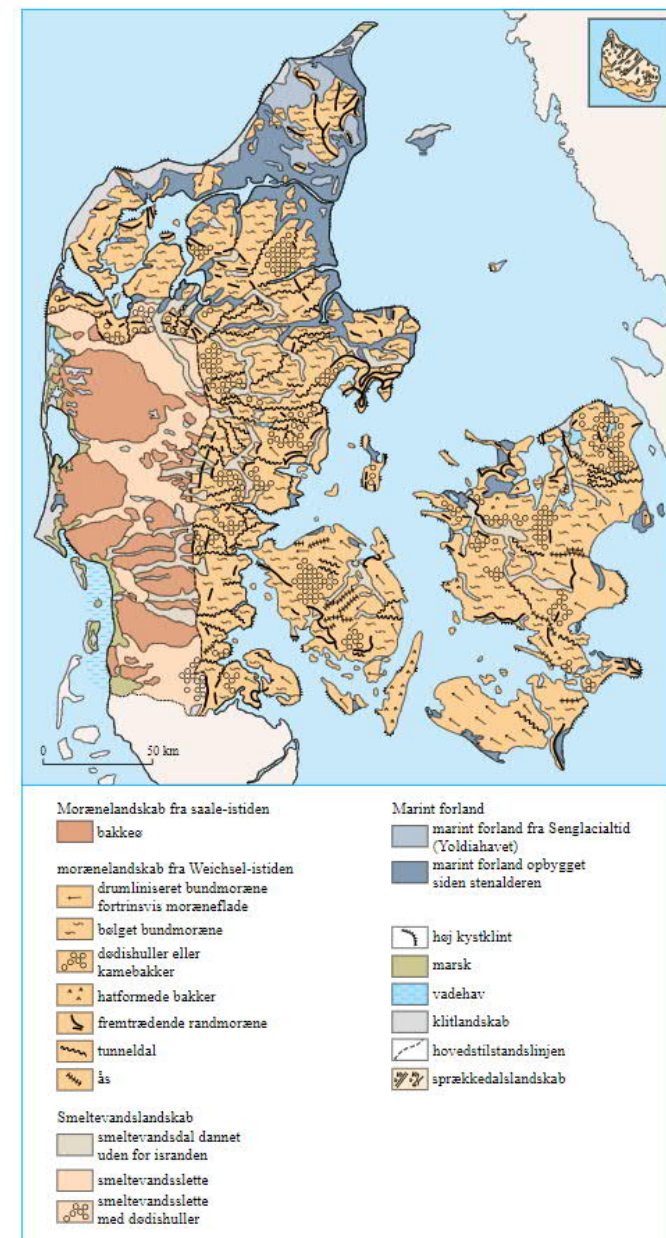 0
50 km
Morænelandskab fra saale-istiden
bakkeø
morænelandskab fra Weichsel-istiden
drumliniseret bundmoræne
fortrinsvis moræneflade
bølget bundmoræne
dødishuller eller
kamebakker
hatformede bakker
fremtrædende randmoræne
tunneldal
ås
Smeltevandslandskab
smeltevandsdal dannet
uden for isranden
smeltevandsslette
smeltevandsslette
med dødishuller
Marint forland
marint forland fra Senglacialtid
(Yoldiahavet)
marint forland opbygget
siden stenalderen
høj kystklint
marsk
vadehav
klitlandskab
hovedstilstandslinjen
sprækkedalslandskab